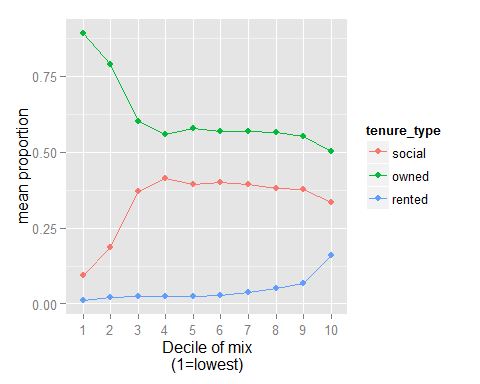 mean proportion
0.75
0.50
0.25
0.00
1 2 3 4 5 6 7 8 9 10
Decile of mix
(1=lowest)
tenure_type
social
owned
rented